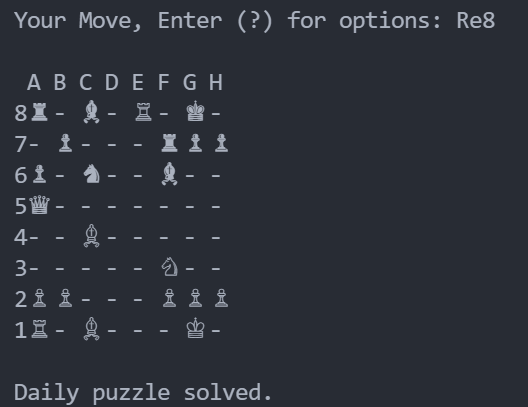 Your Move, Enter (?) for options: Re8
A B C D E F G H
8♜- ♝- ♖- ♚-
7- ♟- - - ♜♟♟
6♟- ♞- - ♝- -
5♛- - - - - - -
4- - ♗- - - - -
3- - - - - ♘- -
2♙♙- - - ♙♙♙
1♖- ♗- - - ♔-
Daily puzzle solved.